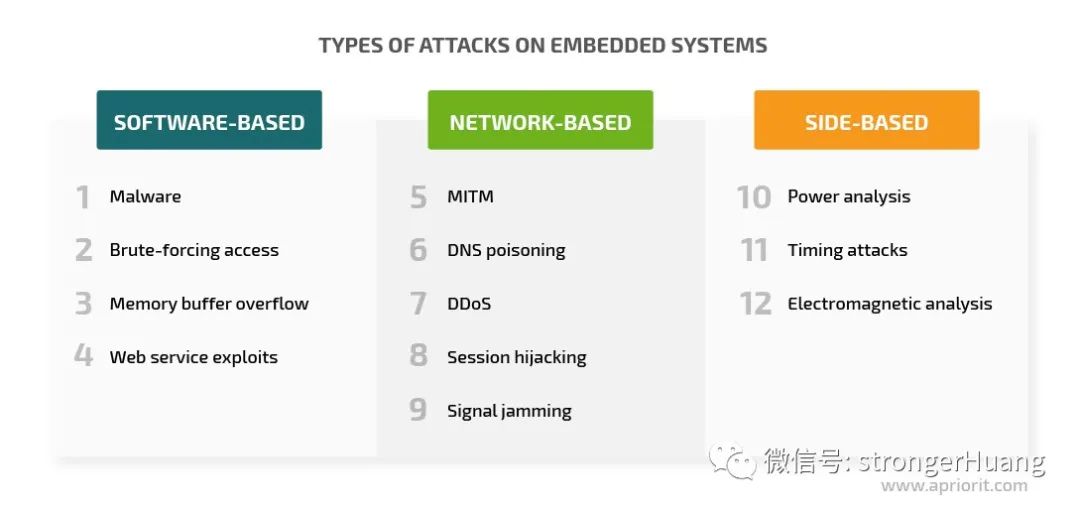 TYPES OF ATTACKS ON EMBEDDED SYSTEMS
SOFTWARE-BASED
1 Malware
2 Brute-forcing access
3 Memory buffer overflow
4 Web service exploits
NETWORK-BASED
5 MITM
6 DNS poisoning
7 DDoS
8 Session hijacking
9 Signal jamming
SIDE-BASED
10 Power analysis
11 Timing attacks
12 Electromagnetic analysis
微信号: strongerHuang
www.apriorit.com